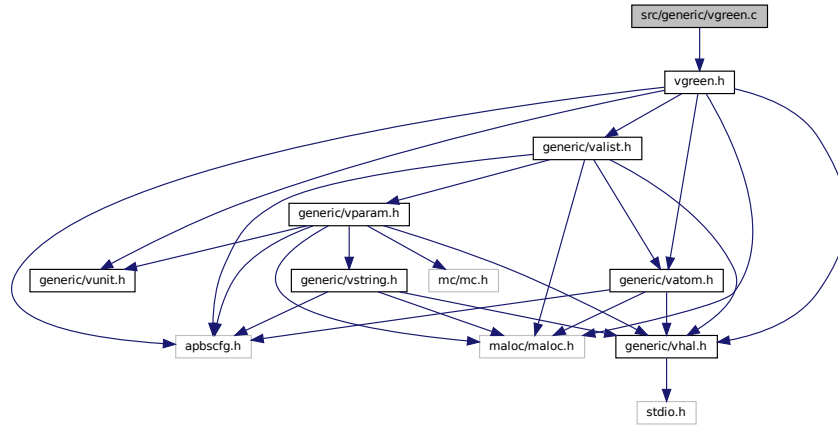 src/generic/vgreen.c
vgreen.h
generic/valist.h
generic/vparam.h
generic/vunit.h
generic/vstring.h
mc/mc.h
generic/vatom.h
apbscfg.h
maloc/maloc.h
generic/vhal.h
stdio.h